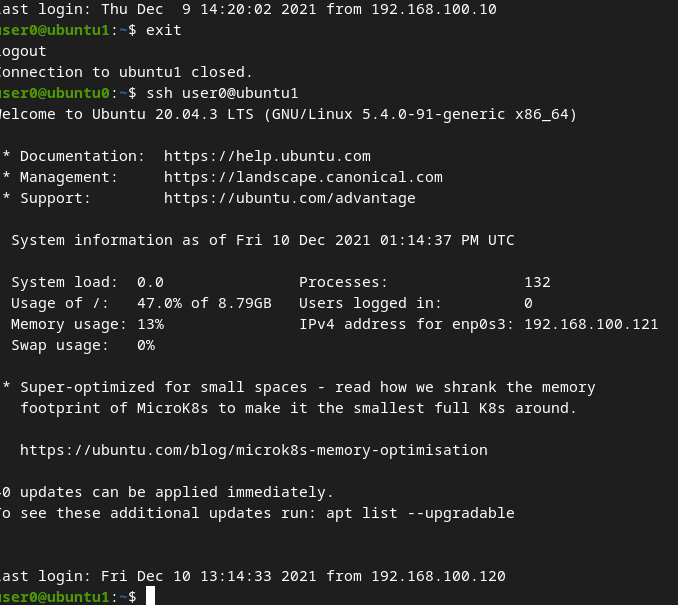 ast login: Thu Dec  9 14:20:02 2021 from 192.168.100.10
user0@ubuntu1:~$ exit
logout
Connection to ubuntu1 closed.
user0@ubuntu0:~$ ssh user0@ubuntu1
Welcome to Ubuntu 20.04.3 LTS (GNU/Linux 5.4.0-91-generic x86_64)
* Documentation:  https://help.ubuntu.com
* Management:     https://landscape.canonical.com
* Support:        https://ubuntu.com/advantage
System information as of Fri 10 Dec 2021 01:14:37 PM UTC
System load:  0.0               Processes:               132
Usage of /:   47.0% of 8.79GB   Users logged in:         0
Memory usage: 13%               IPv4 address for enp0s3: 192.168.100.121
Swap usage:   0%
* Super-optimized for small spaces - read how we shrank the memory
footprint of MicroK8s to make it the smallest full K8s around.
https://ubuntu.com/blog/microk8s-memory-optimisation
0 updates can be applied immediately.
To see these additional updates run: apt list --upgradable
ast login: Fri Dec 10 13:14:33 2021 from 192.168.100.120
user0@ubuntu1:~$